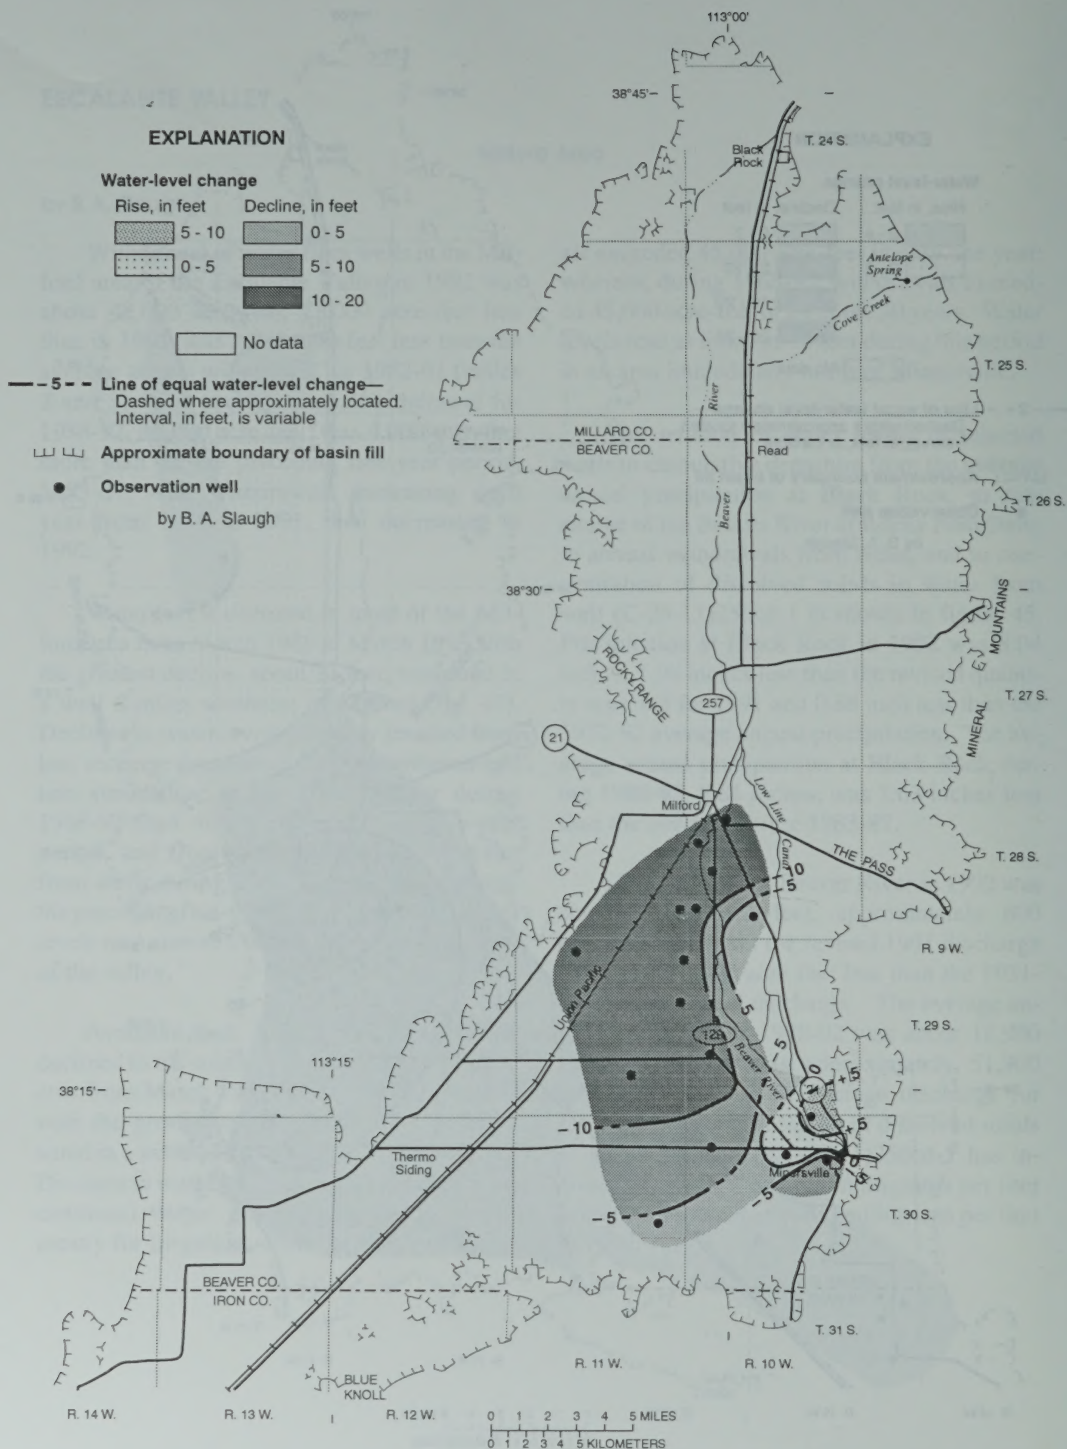 113°00'
38°45'
EXPLANATION
Water-level change
Rise, in feet Decline, in feet
5 - 10 0 - 5
0 - 5 5 - 10
10 - 20
No data
- 5 - - Line of equal water-level change—
Dashed where approximately located.
Interval, in feet, is variable
Approximate boundary of basin fill
Observation well
by B. A. Slaugh
Black
Rock
T. 24 S.
Antelope
Spring
Cove Creek
T. 25 S.
River
MILLARD CO.
BEAVER CO.
Read
Beaver
T. 26 S.
38°30'
MOUNTAINS
ROCKY RANGE
T. 27 S.
MINERAL
257
21
Milford
Low Line
Canal
THE PASS
T. 28 S.
-10
-5
R. 9 W.
Union Pacific
-5
T. 29 S.
129
Beaver River
-5
0
+5
21
113°15'
38°15'
-10
+5
Thermo
Siding
Minersville
0
-5
-5
-5
T. 30 S.
BEAVER CO.
IRON CO.
T. 31 S.
BLUE
KNOLL
R. 11 W. R. 10 W.
R. 14 W. R. 13 W. R. 12 W.
0 1 2 3 4 5 MILES
0 1 2 3 4 5 KILOMETERS